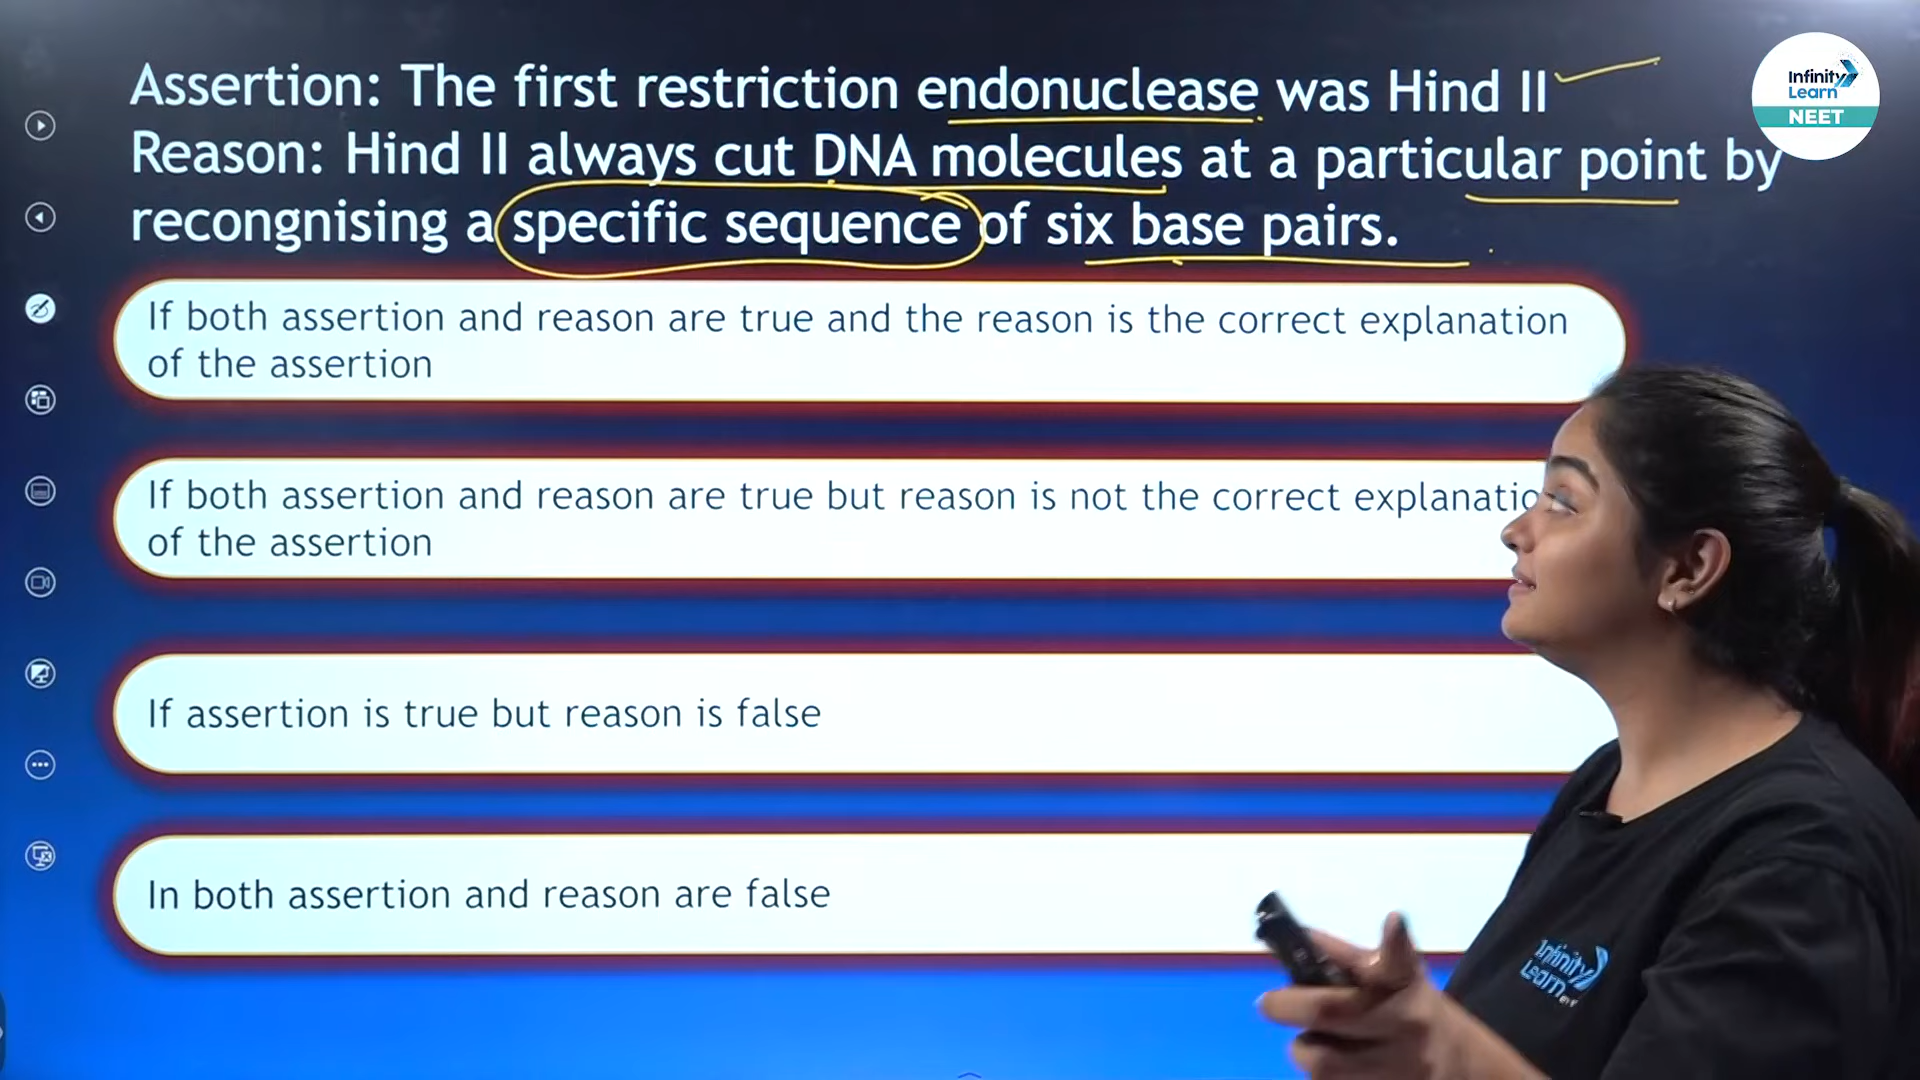 Assertion: The first restriction endonuclease was Hind II
Reason: Hind II always cut DNA molecules at a particular point by
recongnising a specific sequence of six base pairs.
Infinity
Learn
NEET
If both assertion and reason are true and the reason is the correct explanation
of the assertion
If both assertion and reason are true but reason is not the correct explanatio
of the assertion
If assertion is true but reason is false
In both assertion and reason are false
Infinity
Learn